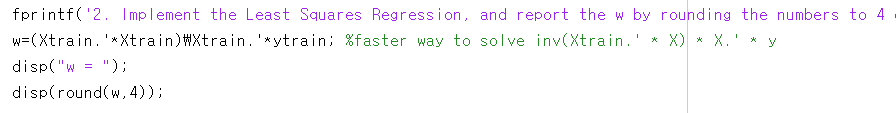 fprintf('2. Implement the Least Squares Regression, and report the w by rounding the numbers to 4
w=(Xtrain.'*Xtrain)₩Xtrain.'*ytrain; %faster way to solve inv(Xtrain.' * X) * X.' * y
disp("w = ");
disp(round(w,4));